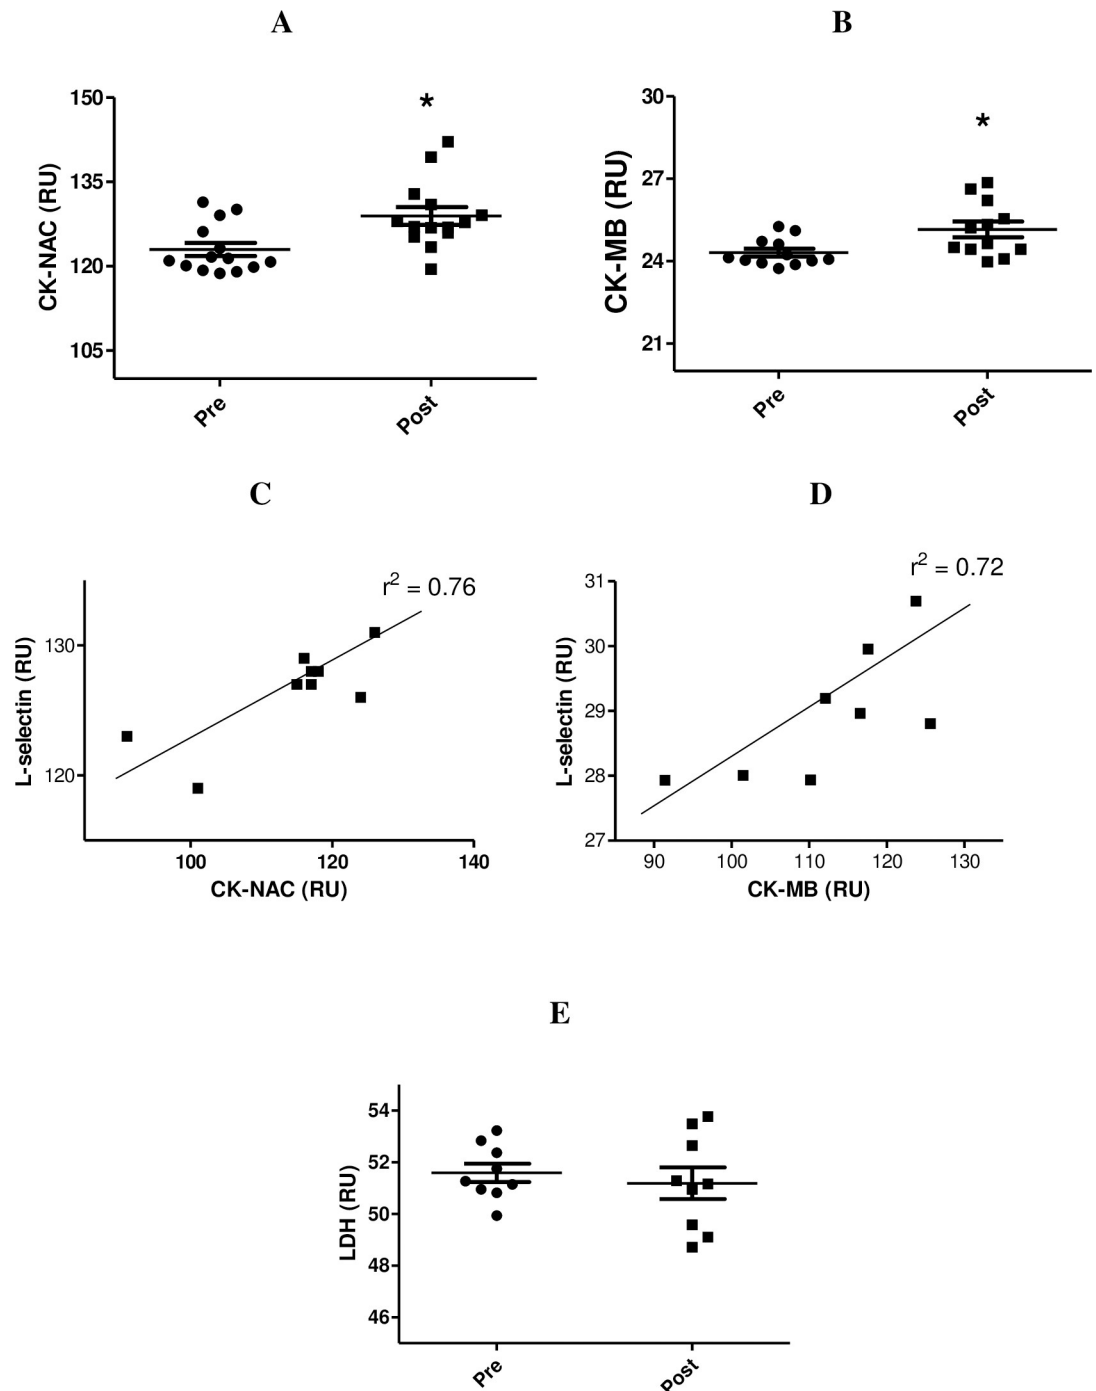 A
B
150
135
120
105
CK-NAC (RU)
*
Pre
Post
30
27
24
21
CK-MB (RU)
*
Pre
Post
C
D
r² = 0.76
130
120
L-selectin (RU)
100
120
140
CK-NAC (RU)
r² = 0.72
31
30
29
28
27
L-selectin (RU)
90
100
110
120
130
CK-MB (RU)
E
54
52
50
48
46
LDH (RU)
Pre
Post